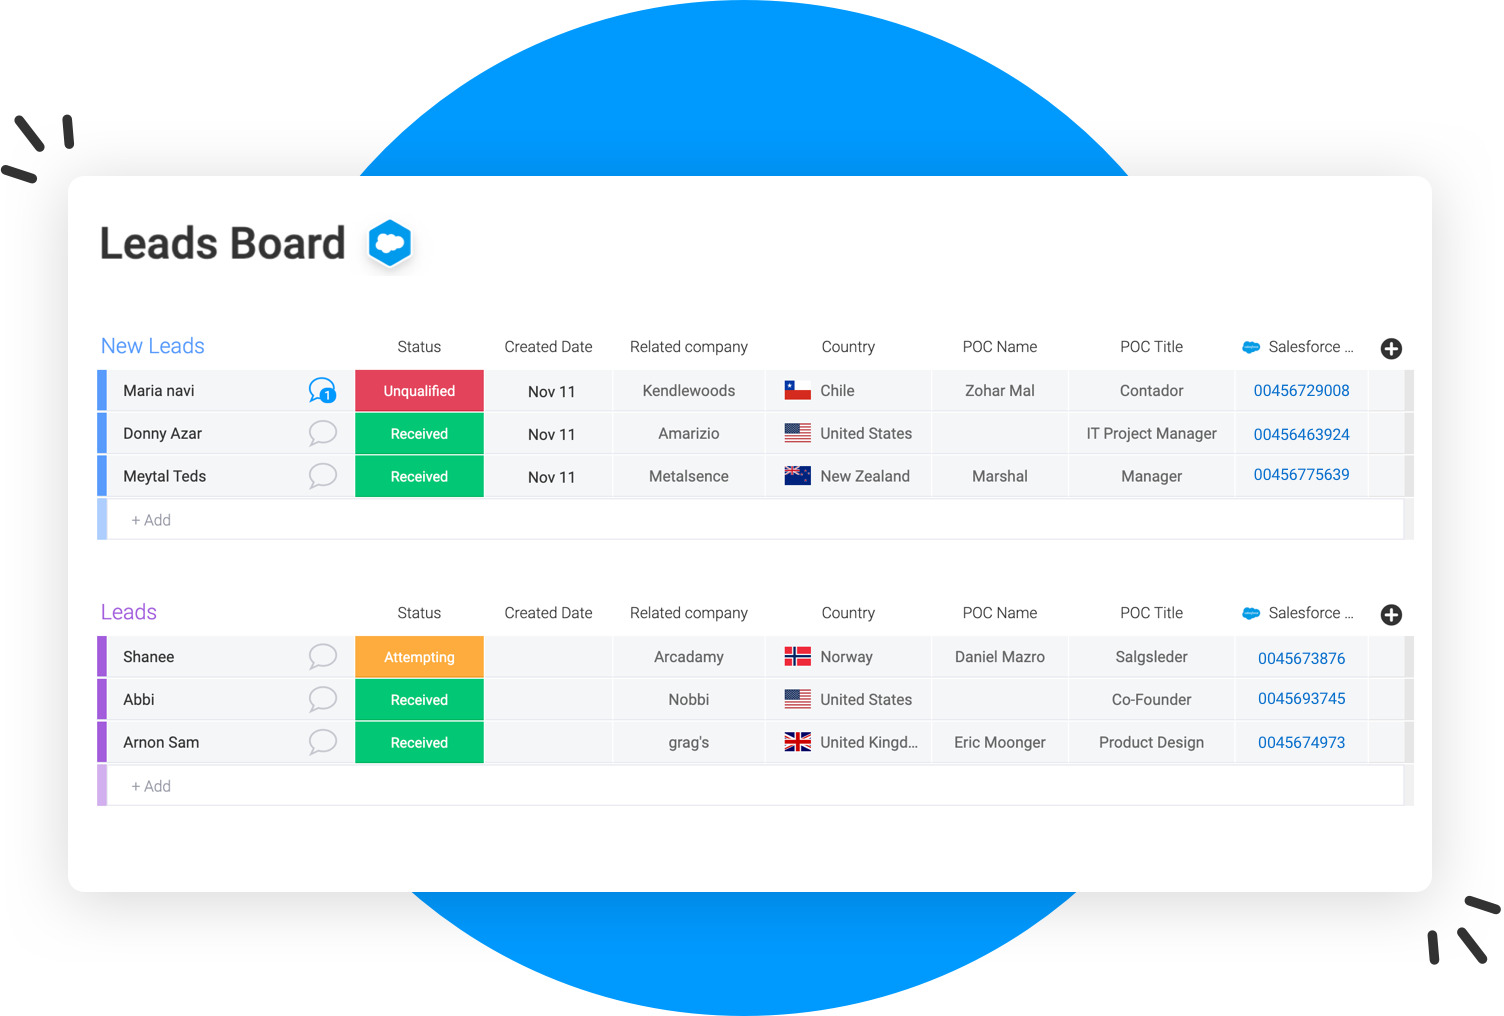 Leads Board
New Leads Status Created Date Related company Country POC Name POC Title Salesforce ...
Maria navi 1 Unqualified Nov 11 Kendlewoods Chile Zohar Mal Contador 00456729008
Donny Azar Received Nov 11 Amarizio United States IT Project Manager 00456463924
Meytal Teds Received Nov 11 Metalsence New Zealand Marshal Manager 00456775639
+ Add
Leads Status Created Date Related company Country POC Name POC Title Salesforce ...
Shanee Attempting Arcadamy Norway Daniel Mazro Salgsleder 0045673876
Abbi Received Nobbi United States Co-Founder 0045693745
Arnon Sam Received grag's United Kingd... Eric Moonger Product Design 0045674973
+ Add